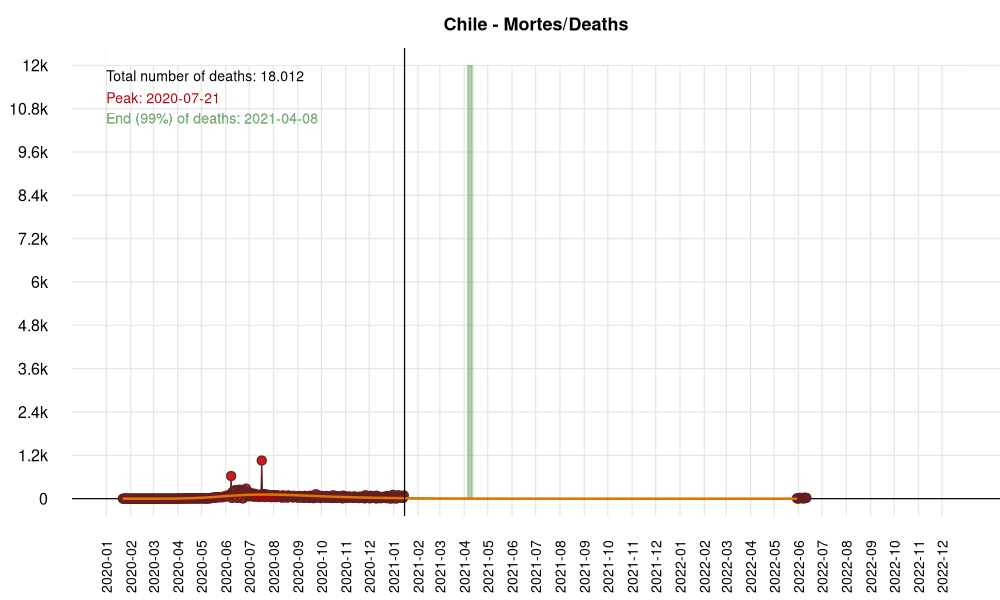 Chile - Mortes/Deaths
12k
Total number of deaths: 18.012
Peak: 2020-07-21
10.8k
End (99%) of deaths: 2021-04-08
9.6k
8.4k
7.2k
6k
4.8k
3.6k
2.4k
1.2k
0
2020-01
2020-02
2020-03
2020-04
2020-05
2020-06
2020-07
2020-08
2020-09
2020-10
2020-11
2020-12
2021-01
2021-02
2021-03
2021-04
2021-05
2021-06
2021-07
2021-08
2021-09
2021-10
2021-11
2021-12
2022-01
2022-02
2022-03
2022-04
2022-05
2022-06
2022-07
2022-08
2022-09
2022-10
2022-11
2022-12